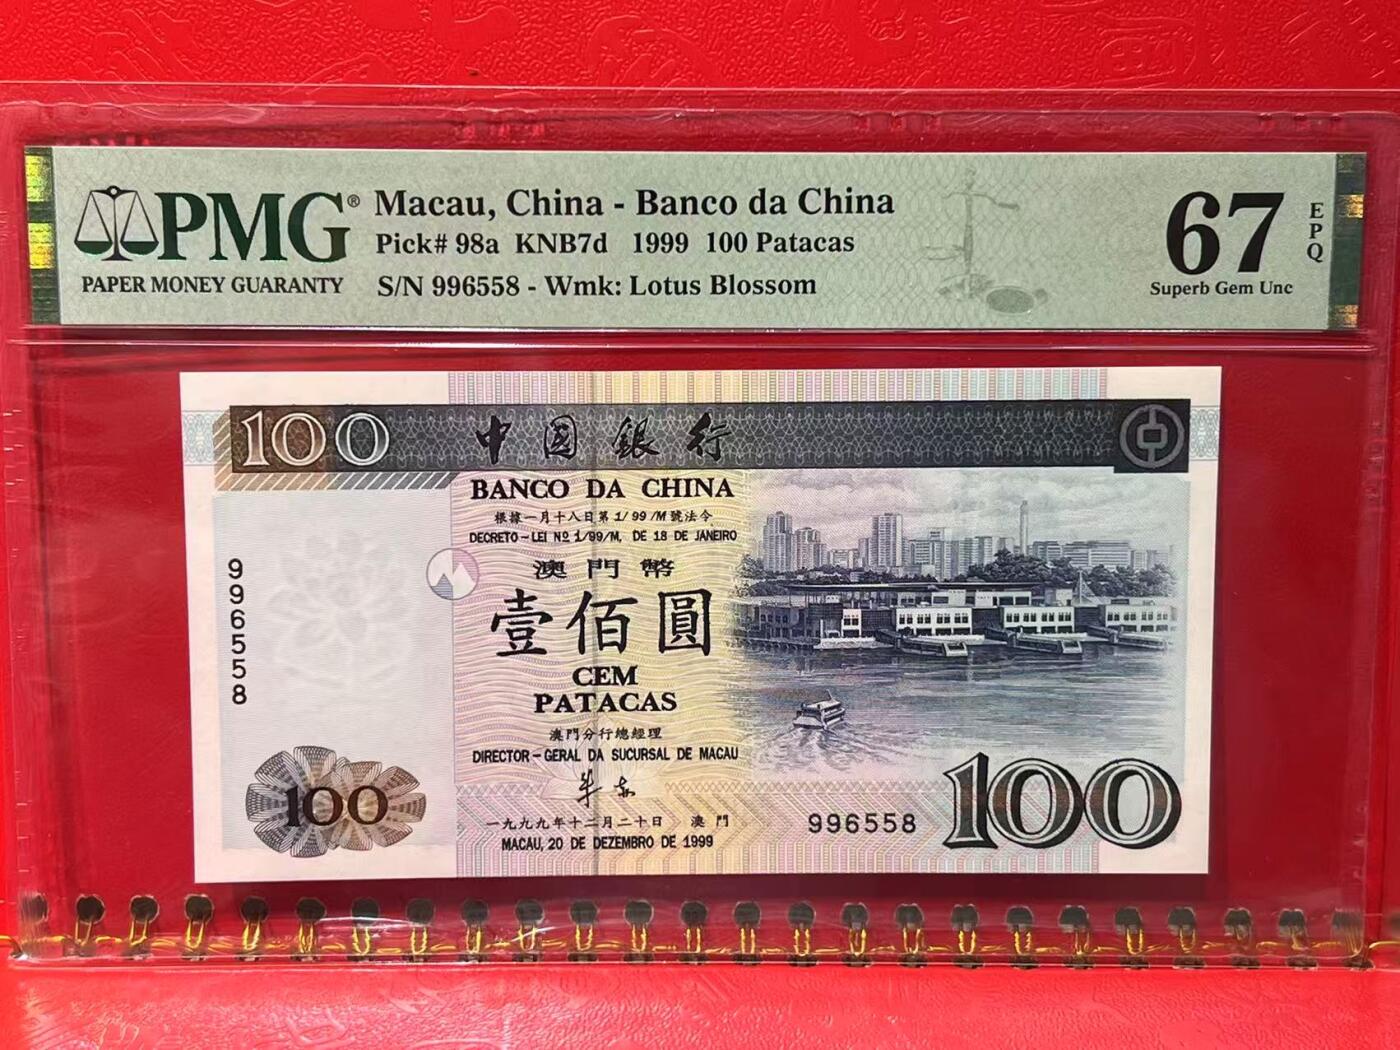 PMG®
PAPER MONEY GUARANTY
Macau, China - Banco da China
Pick# 98a KNB7d 1999 100 Patacas
S/N 996558 - Wmk: Lotus Blossom
67
EPQ
Superb Gem Unc
100
中國銀行
BANCO DA CHINA
根據一月十八日第1/99/M號法令
DECRETO-LEI Nº 1/99/M, DE 18 DE JANEIRO
澳門幣
壹佰圓
CEM
PATACAS
澳門分行總經理
DIRECTOR-GERAL DA SUCURSAL DE MACAU
一九九九年十二月二十日 澳門
MACAU, 20 DE DEZEMBRO DE 1999
996558
100
996558
100